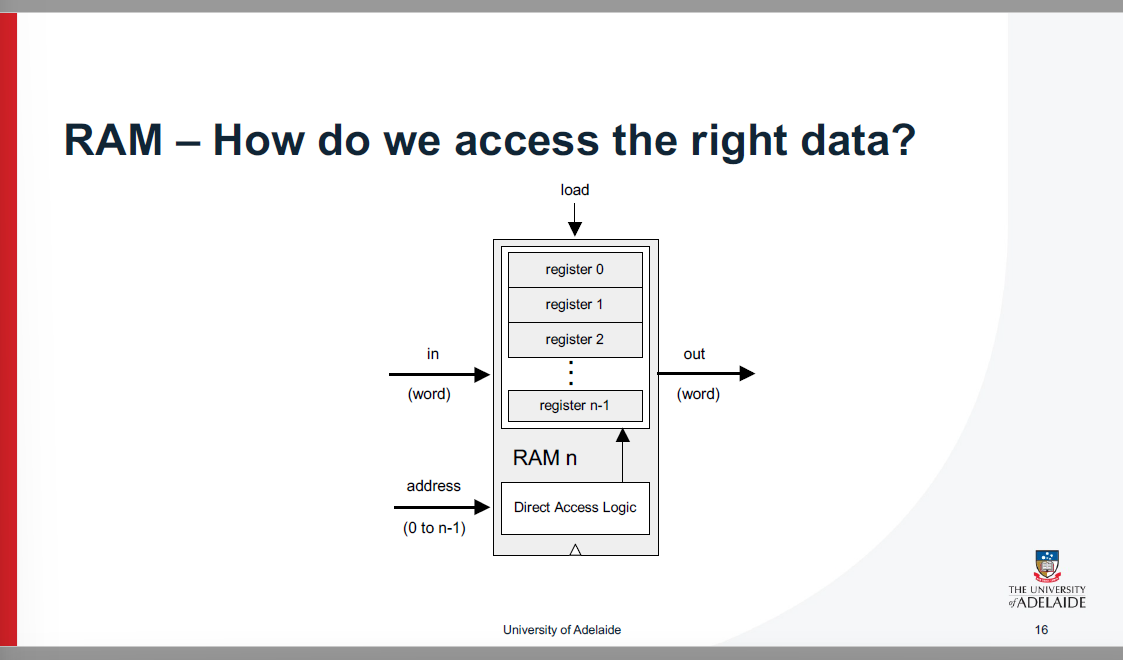 RAM – How do we access the right data?
load
register 0
register 1
register 2
in
(word)
out
(word)
register n-1
RAM n
address
(0 to n-1)
Direct Access Logic
THE UNIVERSITY
of ADELAIDE
University of Adelaide
16